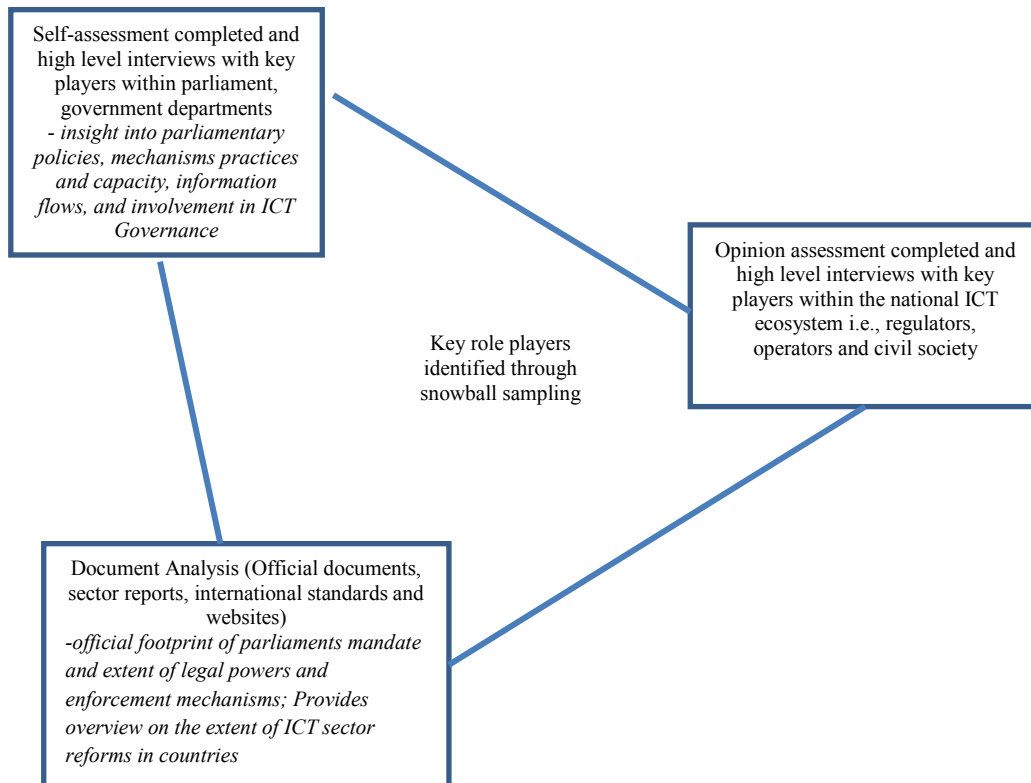 Self-assessment completed and
high level interviews with key
players within parliament,
government departments
- insight into parliamentary
policies, mechanisms practices
and capacity, information
flows, and involvement in ICT
Governance
Opinion assessment completed and
high level interviews with key
players within the national ICT
ecosystem i.e., regulators,
operators and civil society
Key role players
identified through
snowball sampling
Document Analysis (Official documents,
sector reports, international standards and
websites)
-official footprint of parliaments mandate
and extent of legal powers and
enforcement mechanisms; Provides
overview on the extent of ICT sector
reforms in countries